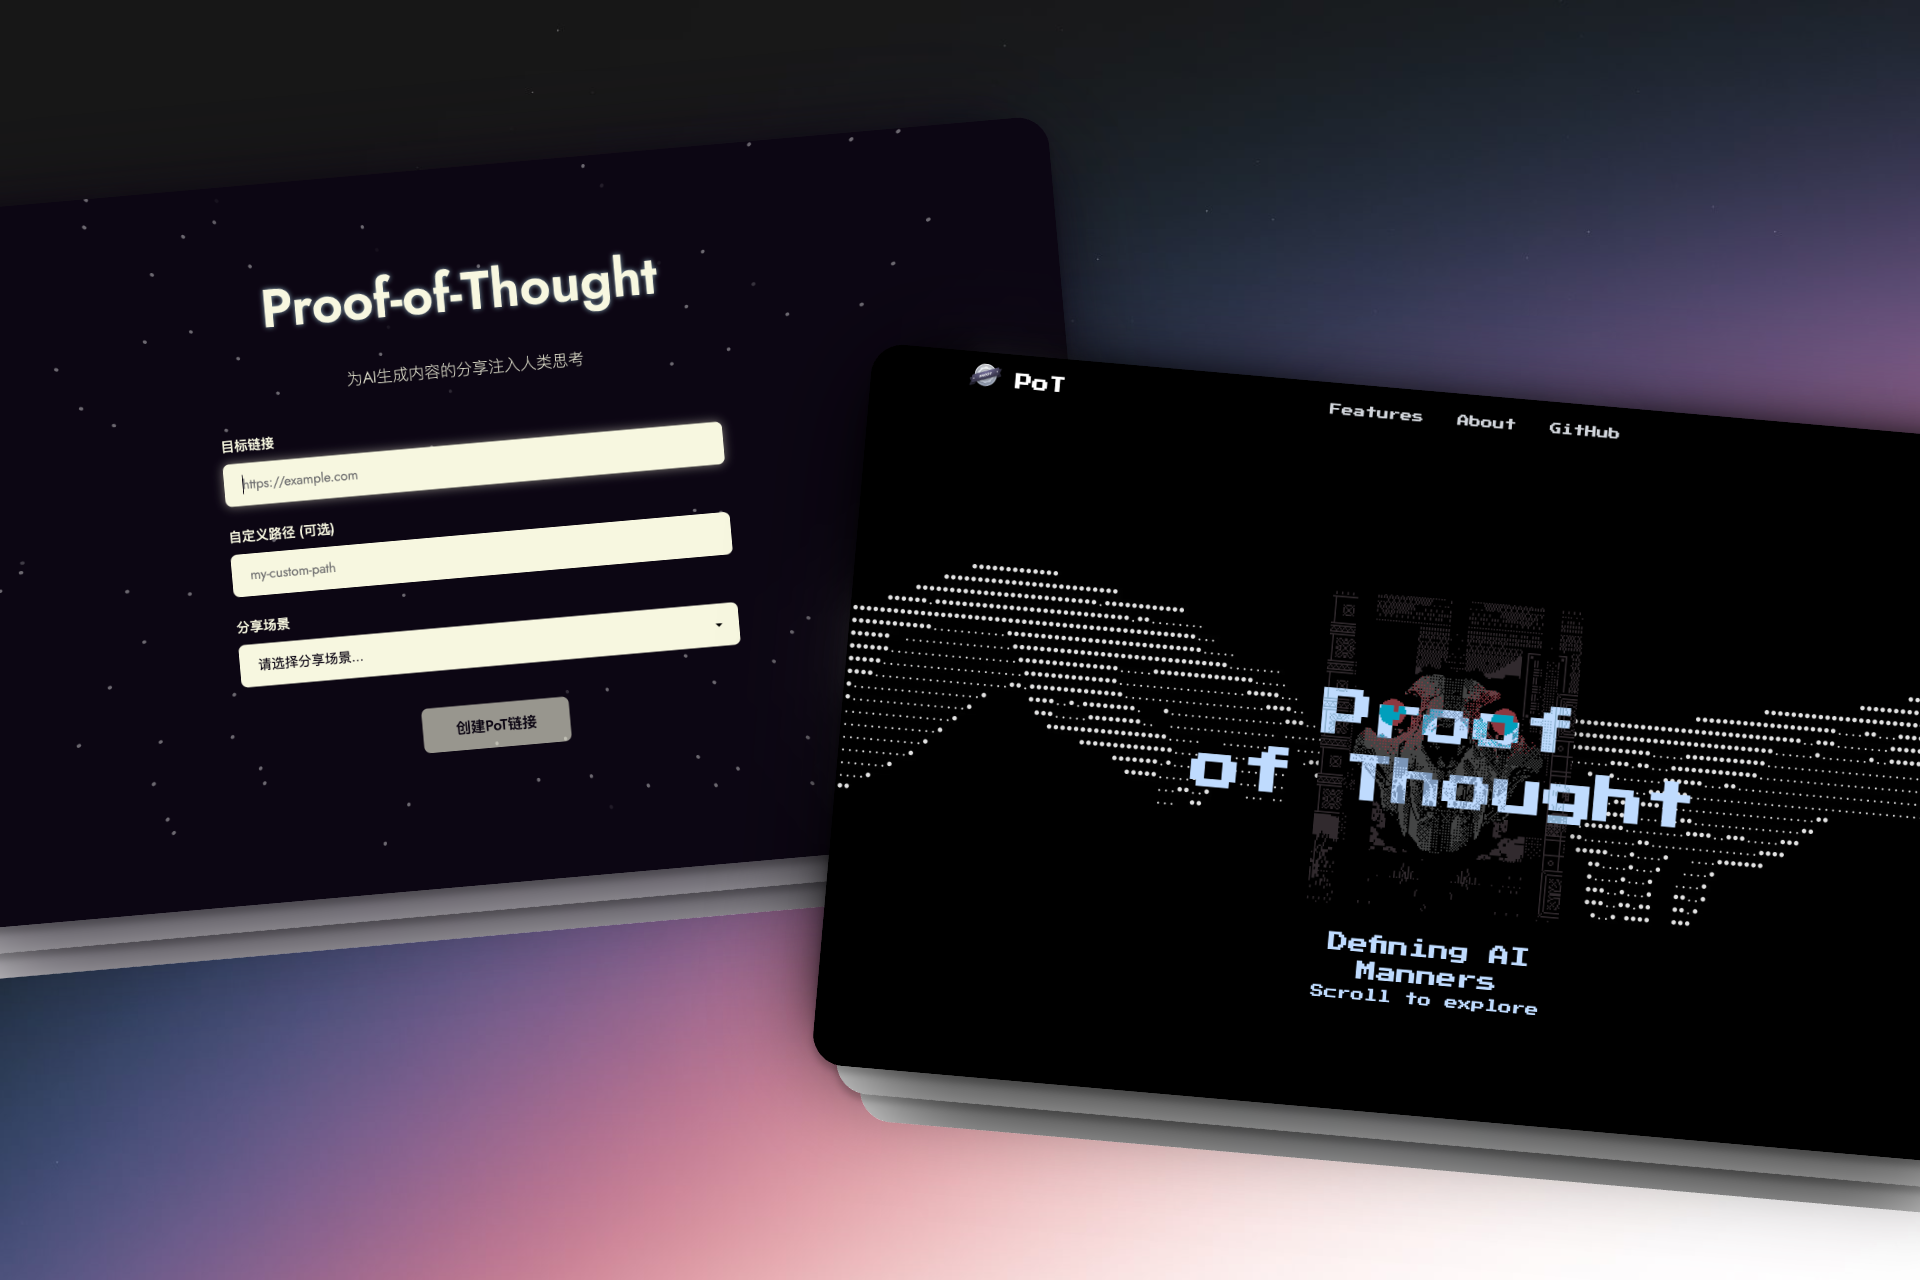 Proof-of-Thought
为AI生成内容的分享注入人类思考
目标链接
https://example.com
自定义路径 (可选)
my-custom-path
分享场景
请选择分享场景...
创建PoT链接
PoT
Features About GitHub
Proof
of Thought
Defining AI
Manners
Scroll to explore